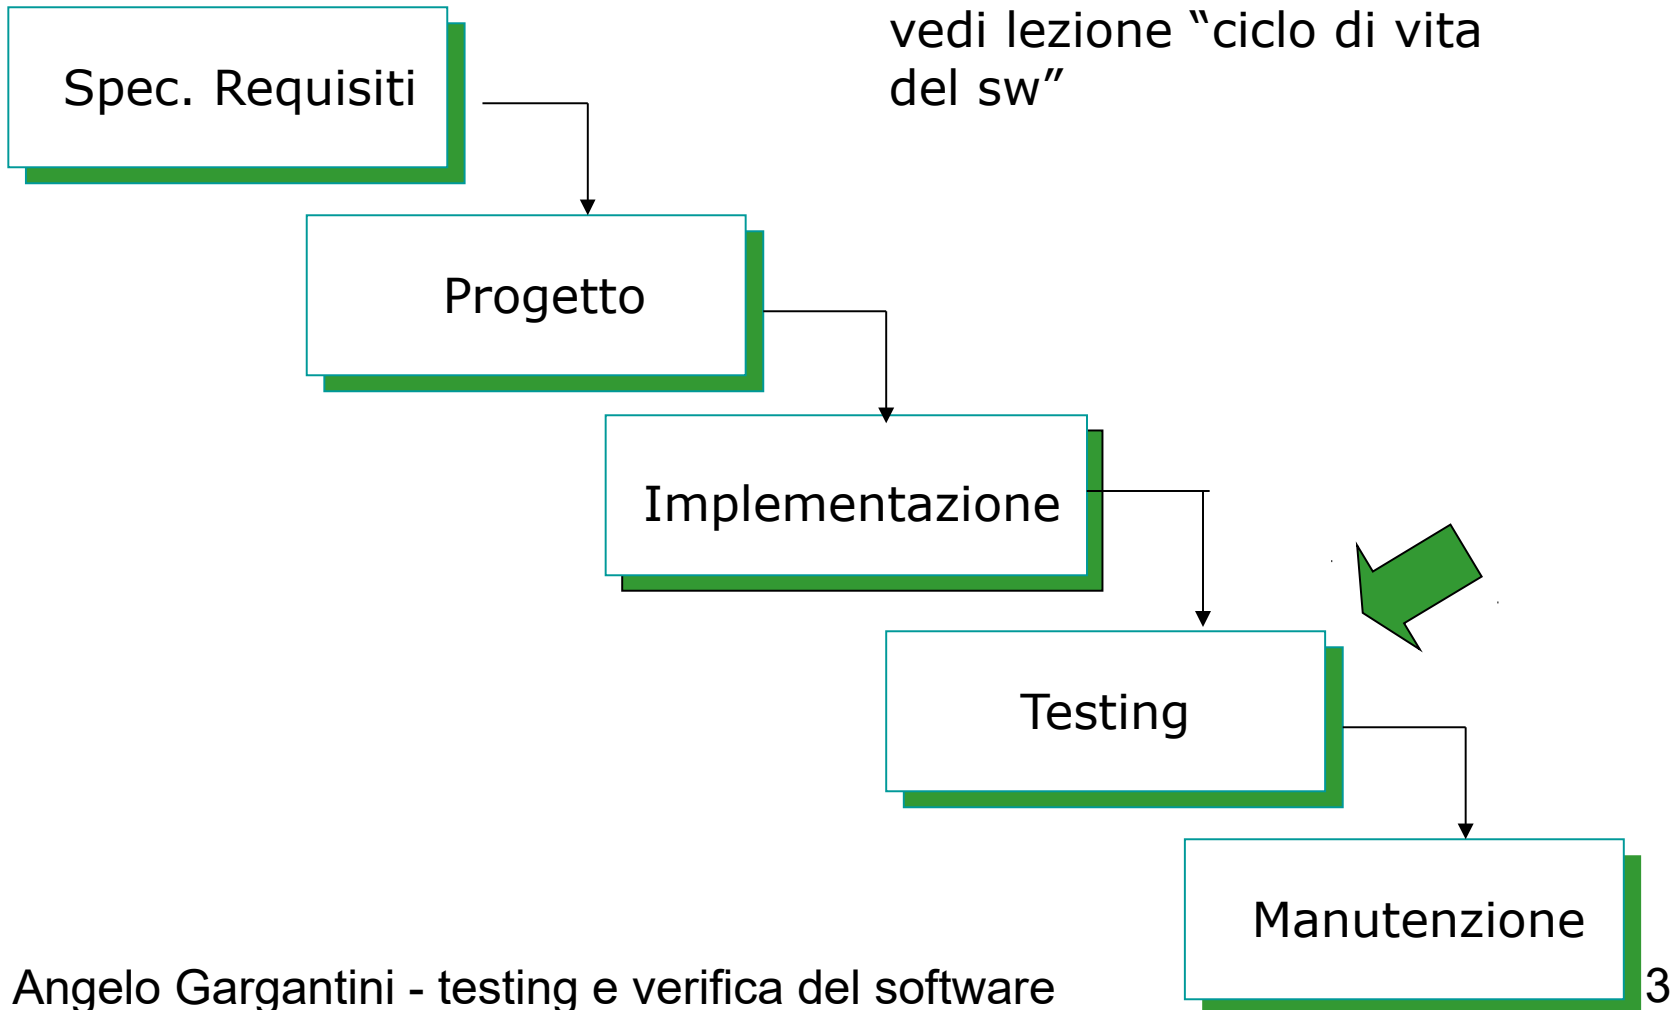 vedi lezione “ciclo di vita
del sw”
Spec. Requisiti
Progetto
Implementazione
Testing
Manutenzione
Angelo Gargantini - testing e verifica del software
3